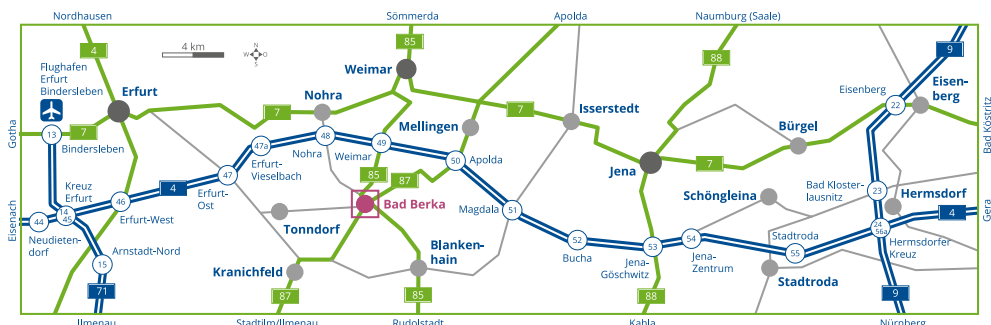 Nordhausen
Sömmerda
Apolda
Naumburg (Saale)
4
4 km
N
W
O
S
85
88
9
Flughafen
Erfurt
Bindersleben
Weimar
Erfurt
Nohra
Isserstedt
Eisenberg
Eisen-
berg
22
7
7
Mellingen
Bürgel
Gotha
13
7
Bindersleben
47a
48
49
Nohra
Weimar
50
Apolda
Jena
7
Bad Köstritz
Erfurt-
Vieselbach
47
Erfurt-
Ost
4
85
87
Kreuz
Erfurt
14
45
46
Erfurt-West
Bad Berka
Schöngleina
Bad Kloster-
lausnitz
23
Hermsdorf
4
Eisenach
44
Neudieten-
dorf
Tonndorf
Magdala
51
24
56a
Hermsdorfer
Kreuz
Gera
Arnstadt-Nord
15
Blanken-
hain
52
Bucha
53
Jena-
Göschwitz
54
Jena-
Zentrum
Stadtroda
55
Kranichfeld
Stadtroda
71
87
85
88
9
Ilmenau
Stadtilm/Ilmenau
Rudolstadt
Kahla
Nürnberg